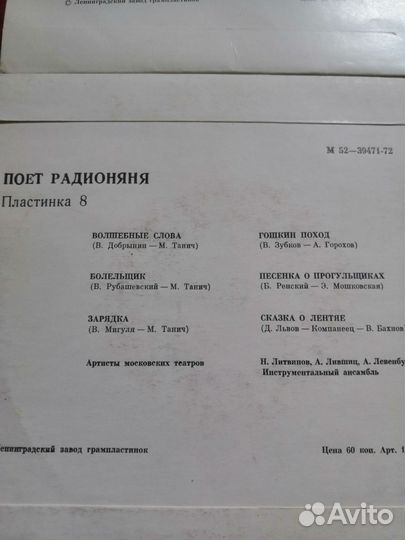 © Ленинградский завод грампластинок
М 52—39471-72
ПОЕТ РАДИОНЯНЯ
Пластинка 8
ВОЛШЕБНЫЕ СЛОВА
(В. Добрынин — М. Танич)
БОЛЕЛЬЩИК
(В. Рубашевский — М. Танич)
ЗАРЯДКА
(В. Мигуля — М. Танич)
Артисты московских театров
ГОШКИН ПОХОД
(В. Зубков — А. Горохов)
ПЕСЕНКА О ПРОГУЛЬЩИКАХ
(Б. Ренский — Э. Мошковская)
СКАЗКА О ЛЕНТЯЕ
(Д. Львов — Компанеец — В. Бахнов
Н. Литвинов, А. Лившиц, А. Левенбу
Инструментальный ансамбль
Ленинградский завод грампластинок
Цена 60 коп. Арт. 1
Avito